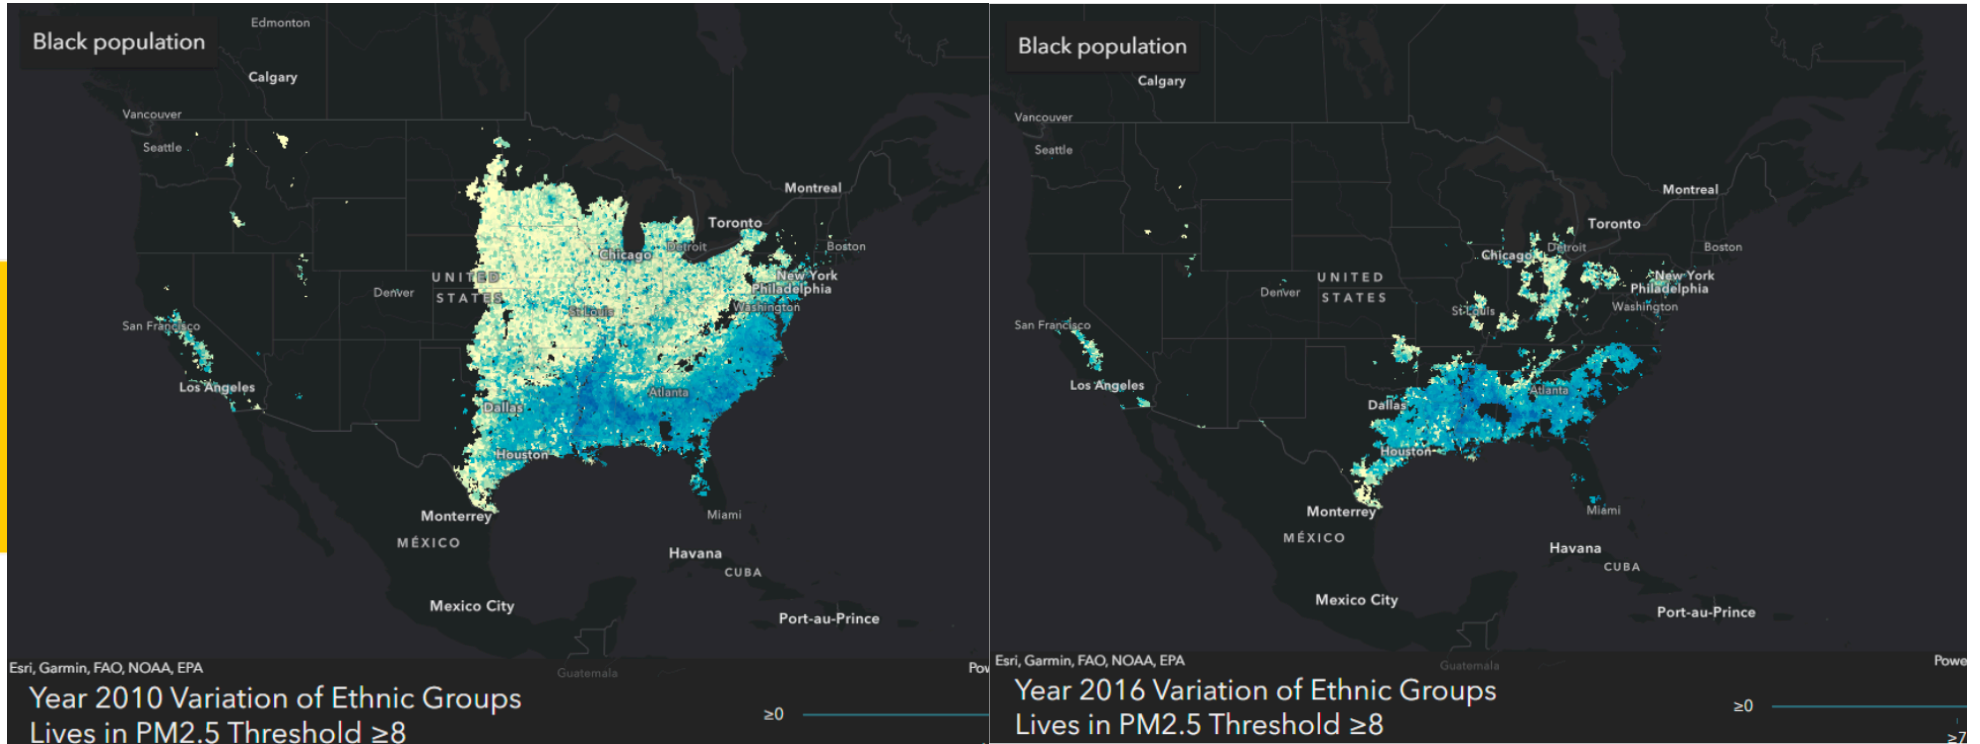 Black population
Edmonton
Calgary
Vancouver
Seattle
Montreal
Toronto
Detroit
Boston
Chicago
New York
Philadelphia
UNITED
STATES
Denver
Washington
St Louis
San Francisco
Los Angeles
Atlanta
Dallas
Houston
Monterrey
Miami
MÉXICO
Havana
CUBA
Mexico City
Port-au-Prince
Guatemala
Esri, Garmin, FAO, NOAA, EPA
Pow
Year 2010 Variation of Ethnic Groups
Lives in PM2.5 Threshold ≥8
≥0
Black population
Calgary
Vancouver
Seattle
Montreal
Toronto
Detroit
Boston
Chicago
New York
Philadelphia
UNITED
STATES
Denver
Washington
St Louis
San Francisco
Los Angeles
Atlanta
Dallas
Houston
Monterrey
Miami
MÉXICO
Havana
CUBA
Mexico City
Port-au-Prince
Guatemala
Esri, Garmin, FAO, NOAA, EPA
Powe
Year 2016 Variation of Ethnic Groups
Lives in PM2.5 Threshold ≥8
≥0
≥7